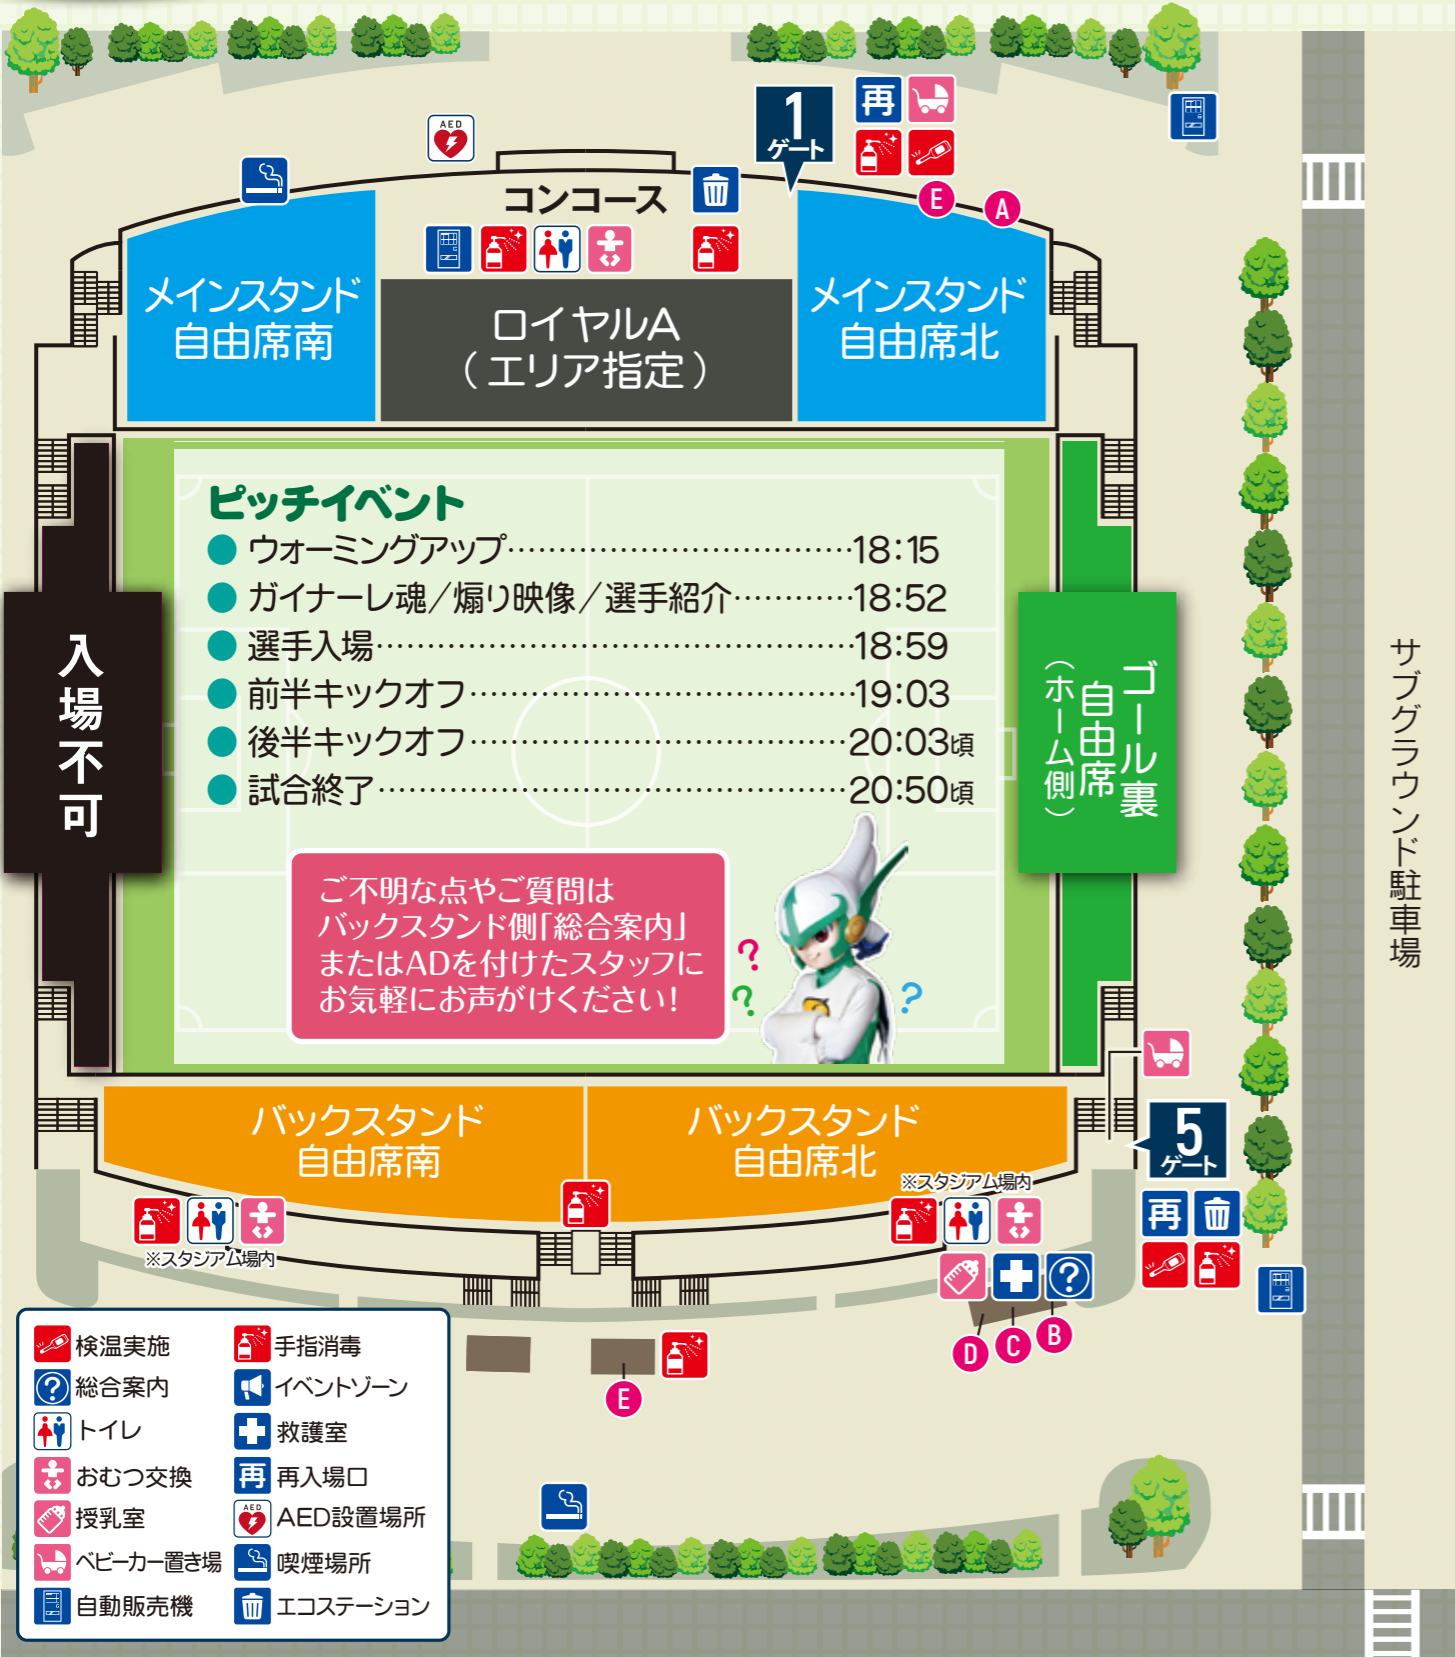 AED
1
ゲート
再
E
A
コンコース
メインスタンド
自由席南
ロイヤルA
（エリア指定）
メインスタンド
自由席北
ピッチイベント
● ウォーミングアップ………………………………18:15
● ガイナーレ魂／煽り映像／選手紹介…………18:52
● 選手入場………………………………………………18:59
● 前半キックオフ……………………………………19:03
● 後半キックオフ……………………………………20:03頃
● 試合終了……………………………………………20:50頃
入場不可
ゴール裏
自由席
（ホーム側）
サブグラウンド駐車場
ご不明な点やご質問は
バックスタンド側「総合案内」
またはADを付けたスタッフに
お気軽にお声がけください！
?
?
?
バックスタンド
自由席南
バックスタンド
自由席北
5
ゲート
※スタジアム場内
※スタジアム場内
再
?
D
C
B
E
検温実施
手指消毒
?
総合案内
イベントゾーン
トイレ
救護室
おむつ交換
再
再入場口
授乳室
AED
AED設置場所
ベビーカー置き場
喫煙場所
自動販売機
エコステーション